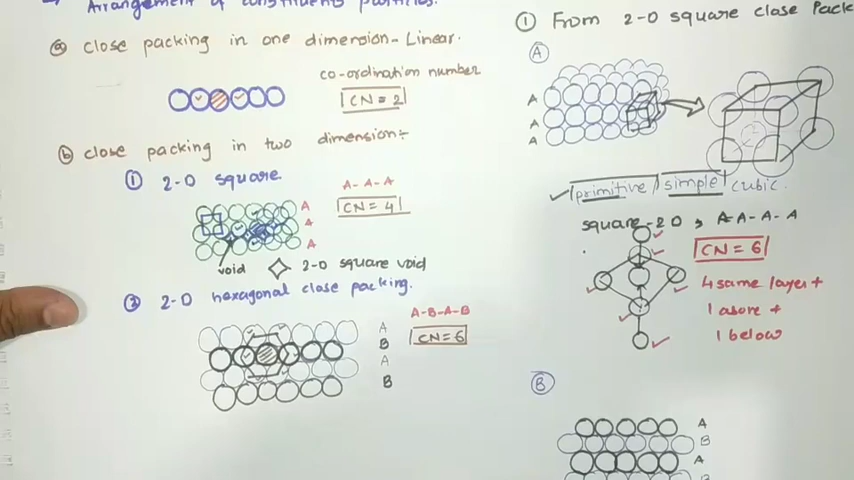 Arrangement of constituents particles.
ⓐ close packing in one dimension - Linear.
co-ordination number
CN = 2
ⓑ close packing in two dimension:-
① 2-D square
A-A-A
CN = 4
A
A
A
void
2-D square void
② 2-D hexagonal close packing.
A-B-A-B
CN = 6
A
B
A
B
① From 2-D square close Pack
Ⓐ
A
A
A
primitive / simple cubic.
square-2D , A-A-A-A
CN = 6
4 same layer +
1 above +
1 below
Ⓑ
A
B
A
B